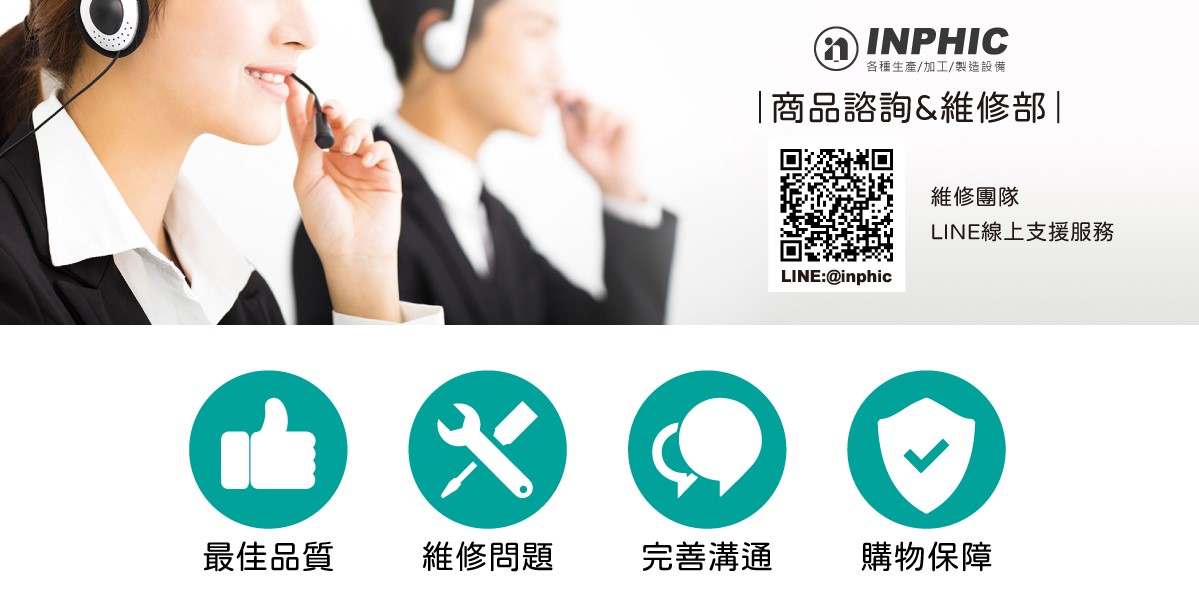 INPHIC
各種生產/加工/製造設備
|商品諮詢&維修部|
LINE:@inphic
維修團隊
LINE線上支援服務
最佳品質
維修問題
完善溝通
購物保障